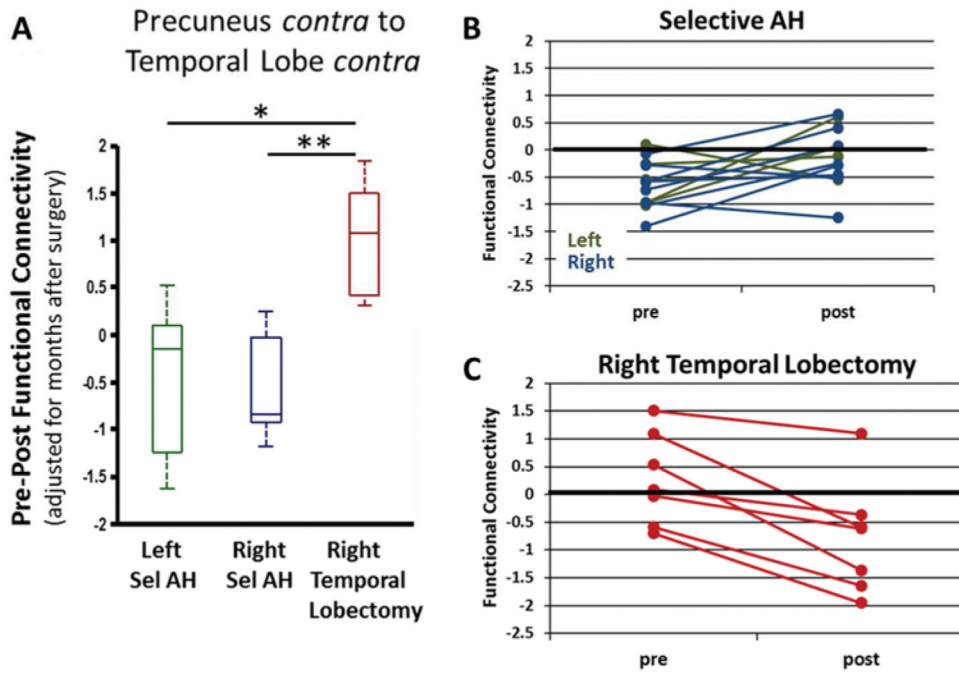 A
Precuneus contra to
Temporal Lobe contra
*
**
Pre-Post Functional Connectivity
(adjusted for months after surgery)
2
1.5
1
0.5
0
-0.5
-1
-1.5
-2
Left
Sel AH
Right
Sel AH
Right
Temporal
Lobectomy
B
Selective AH
Functional Connectivity
2
1.5
1
0.5
0
-0.5
-1
-1.5
-2
-2.5
Left
Right
pre
post
C
Right Temporal Lobectomy
Functional Connectivity
2
1.5
1
0.5
0
-0.5
-1
-1.5
-2
-2.5
pre
post